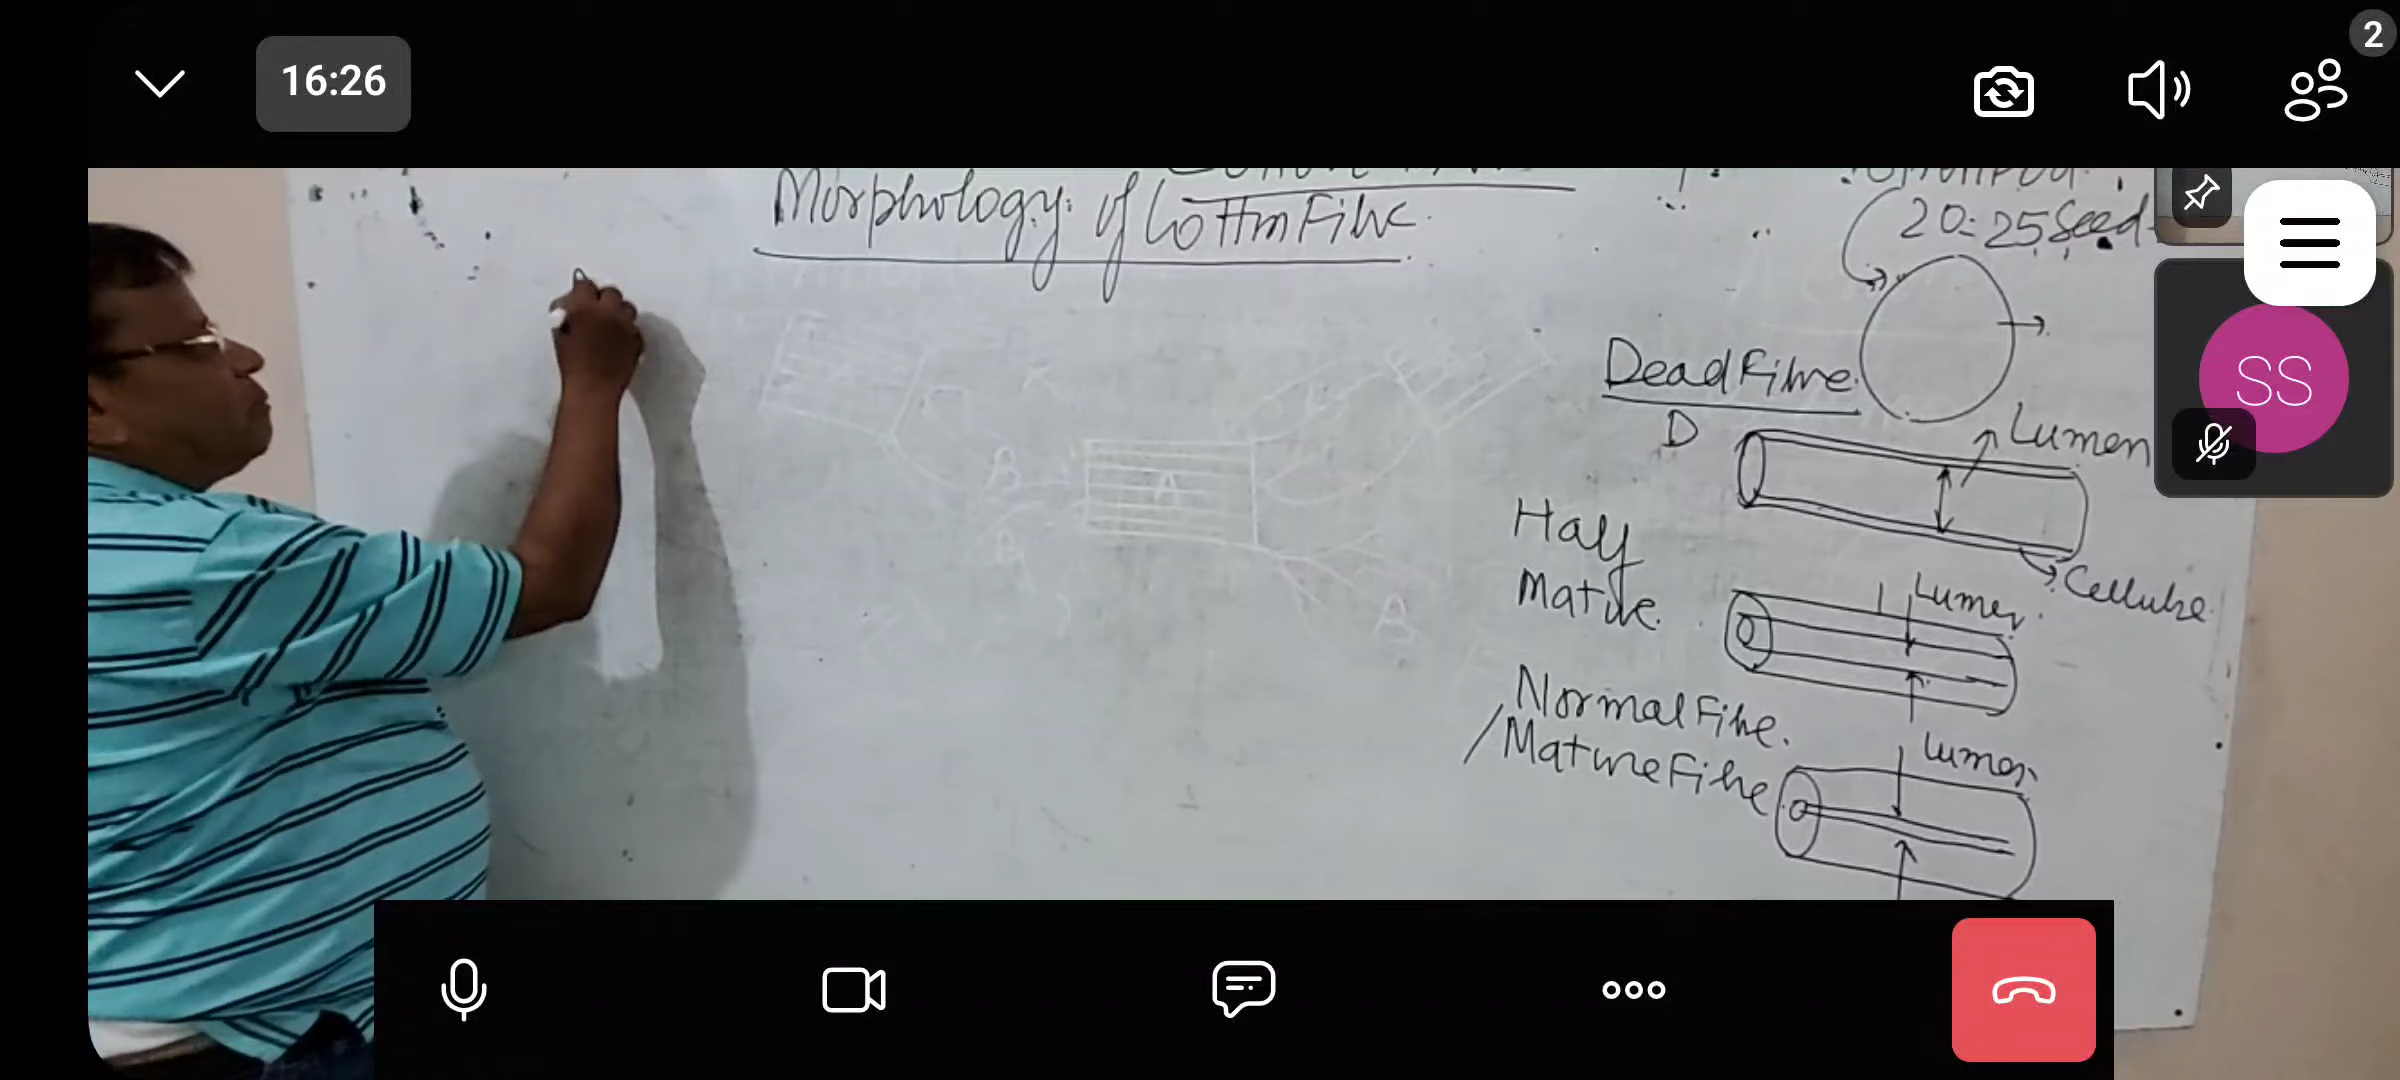 16:26
2
Morphology of Cotton Fibre.
20-25 Seed
SS
Dead Fibre.
D
Lumen
Cellulose.
Half
Mature.
Lumen.
Normal Fibre.
/Mature Fibre
Lumen
A
B
B
B